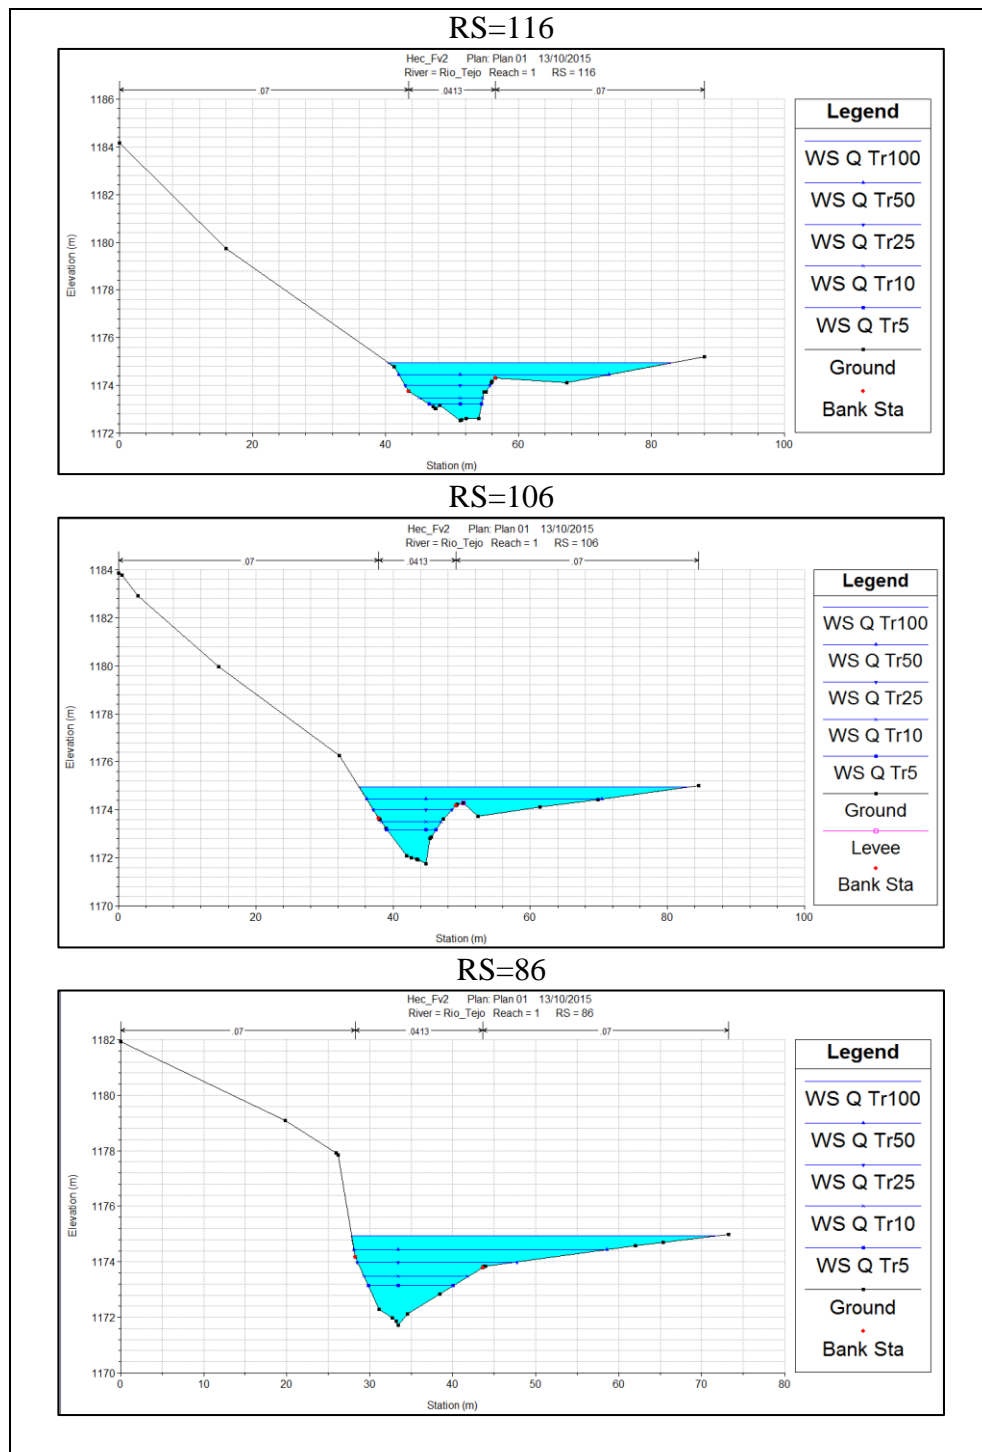 RS=116
Hec_Fv2 Plan: Plan 01 13/10/2015
River = Rio_Tejo Reach = 1 RS = 116
.07 .0413 .07
1186
1184
1182
1180
1178
1176
1174
1172
Elevation (m)
0 20 40 60 80 100
Station (m)
Legend
WS Q Tr100
WS Q Tr50
WS Q Tr25
WS Q Tr10
WS Q Tr5
Ground
Bank Sta
RS=106
Hec_Fv2 Plan: Plan 01 13/10/2015
River = Rio_Tejo Reach = 1 RS = 106
.07 .0413 .07
1184
1182
1180
1178
1176
1174
1172
1170
Elevation (m)
0 20 40 60 80 100
Station (m)
Legend
WS Q Tr100
WS Q Tr50
WS Q Tr25
WS Q Tr10
WS Q Tr5
Ground
Levee
Bank Sta
RS=86
Hec_Fv2 Plan: Plan 01 13/10/2015
River = Rio_Tejo Reach = 1 RS = 86
.07 .0413 .07
1182
1180
1178
1176
1174
1172
1170
Elevation (m)
0 10 20 30 40 50 60 70 80
Station (m)
Legend
WS Q Tr100
WS Q Tr50
WS Q Tr25
WS Q Tr10
WS Q Tr5
Ground
Bank Sta